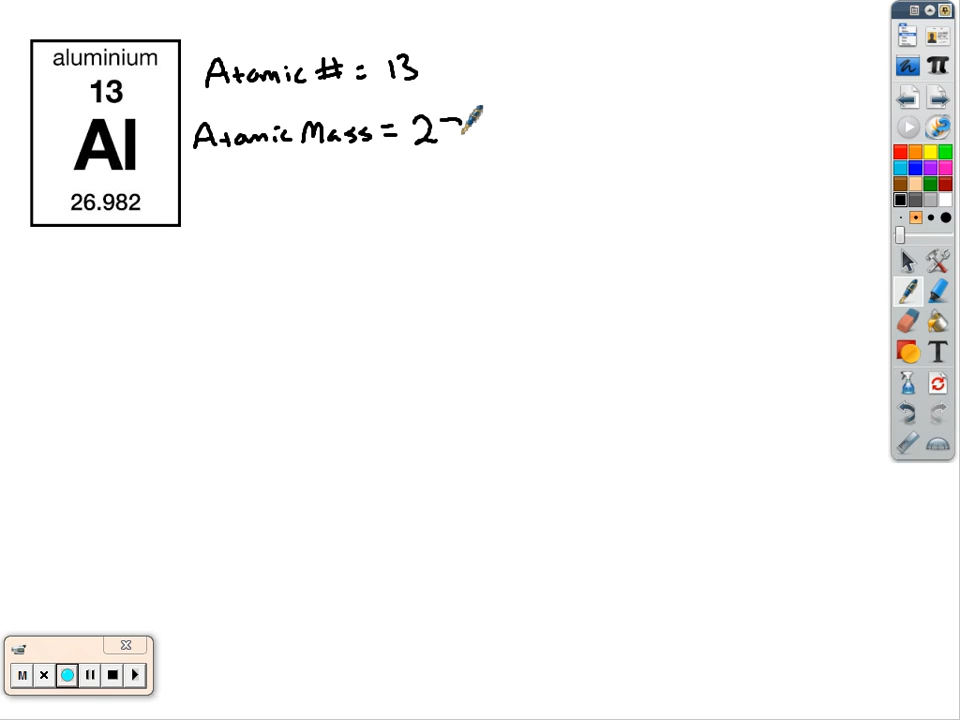 aluminium
13
Al
26.982
Atomic # = 13
Atomic Mass = 2
M
T